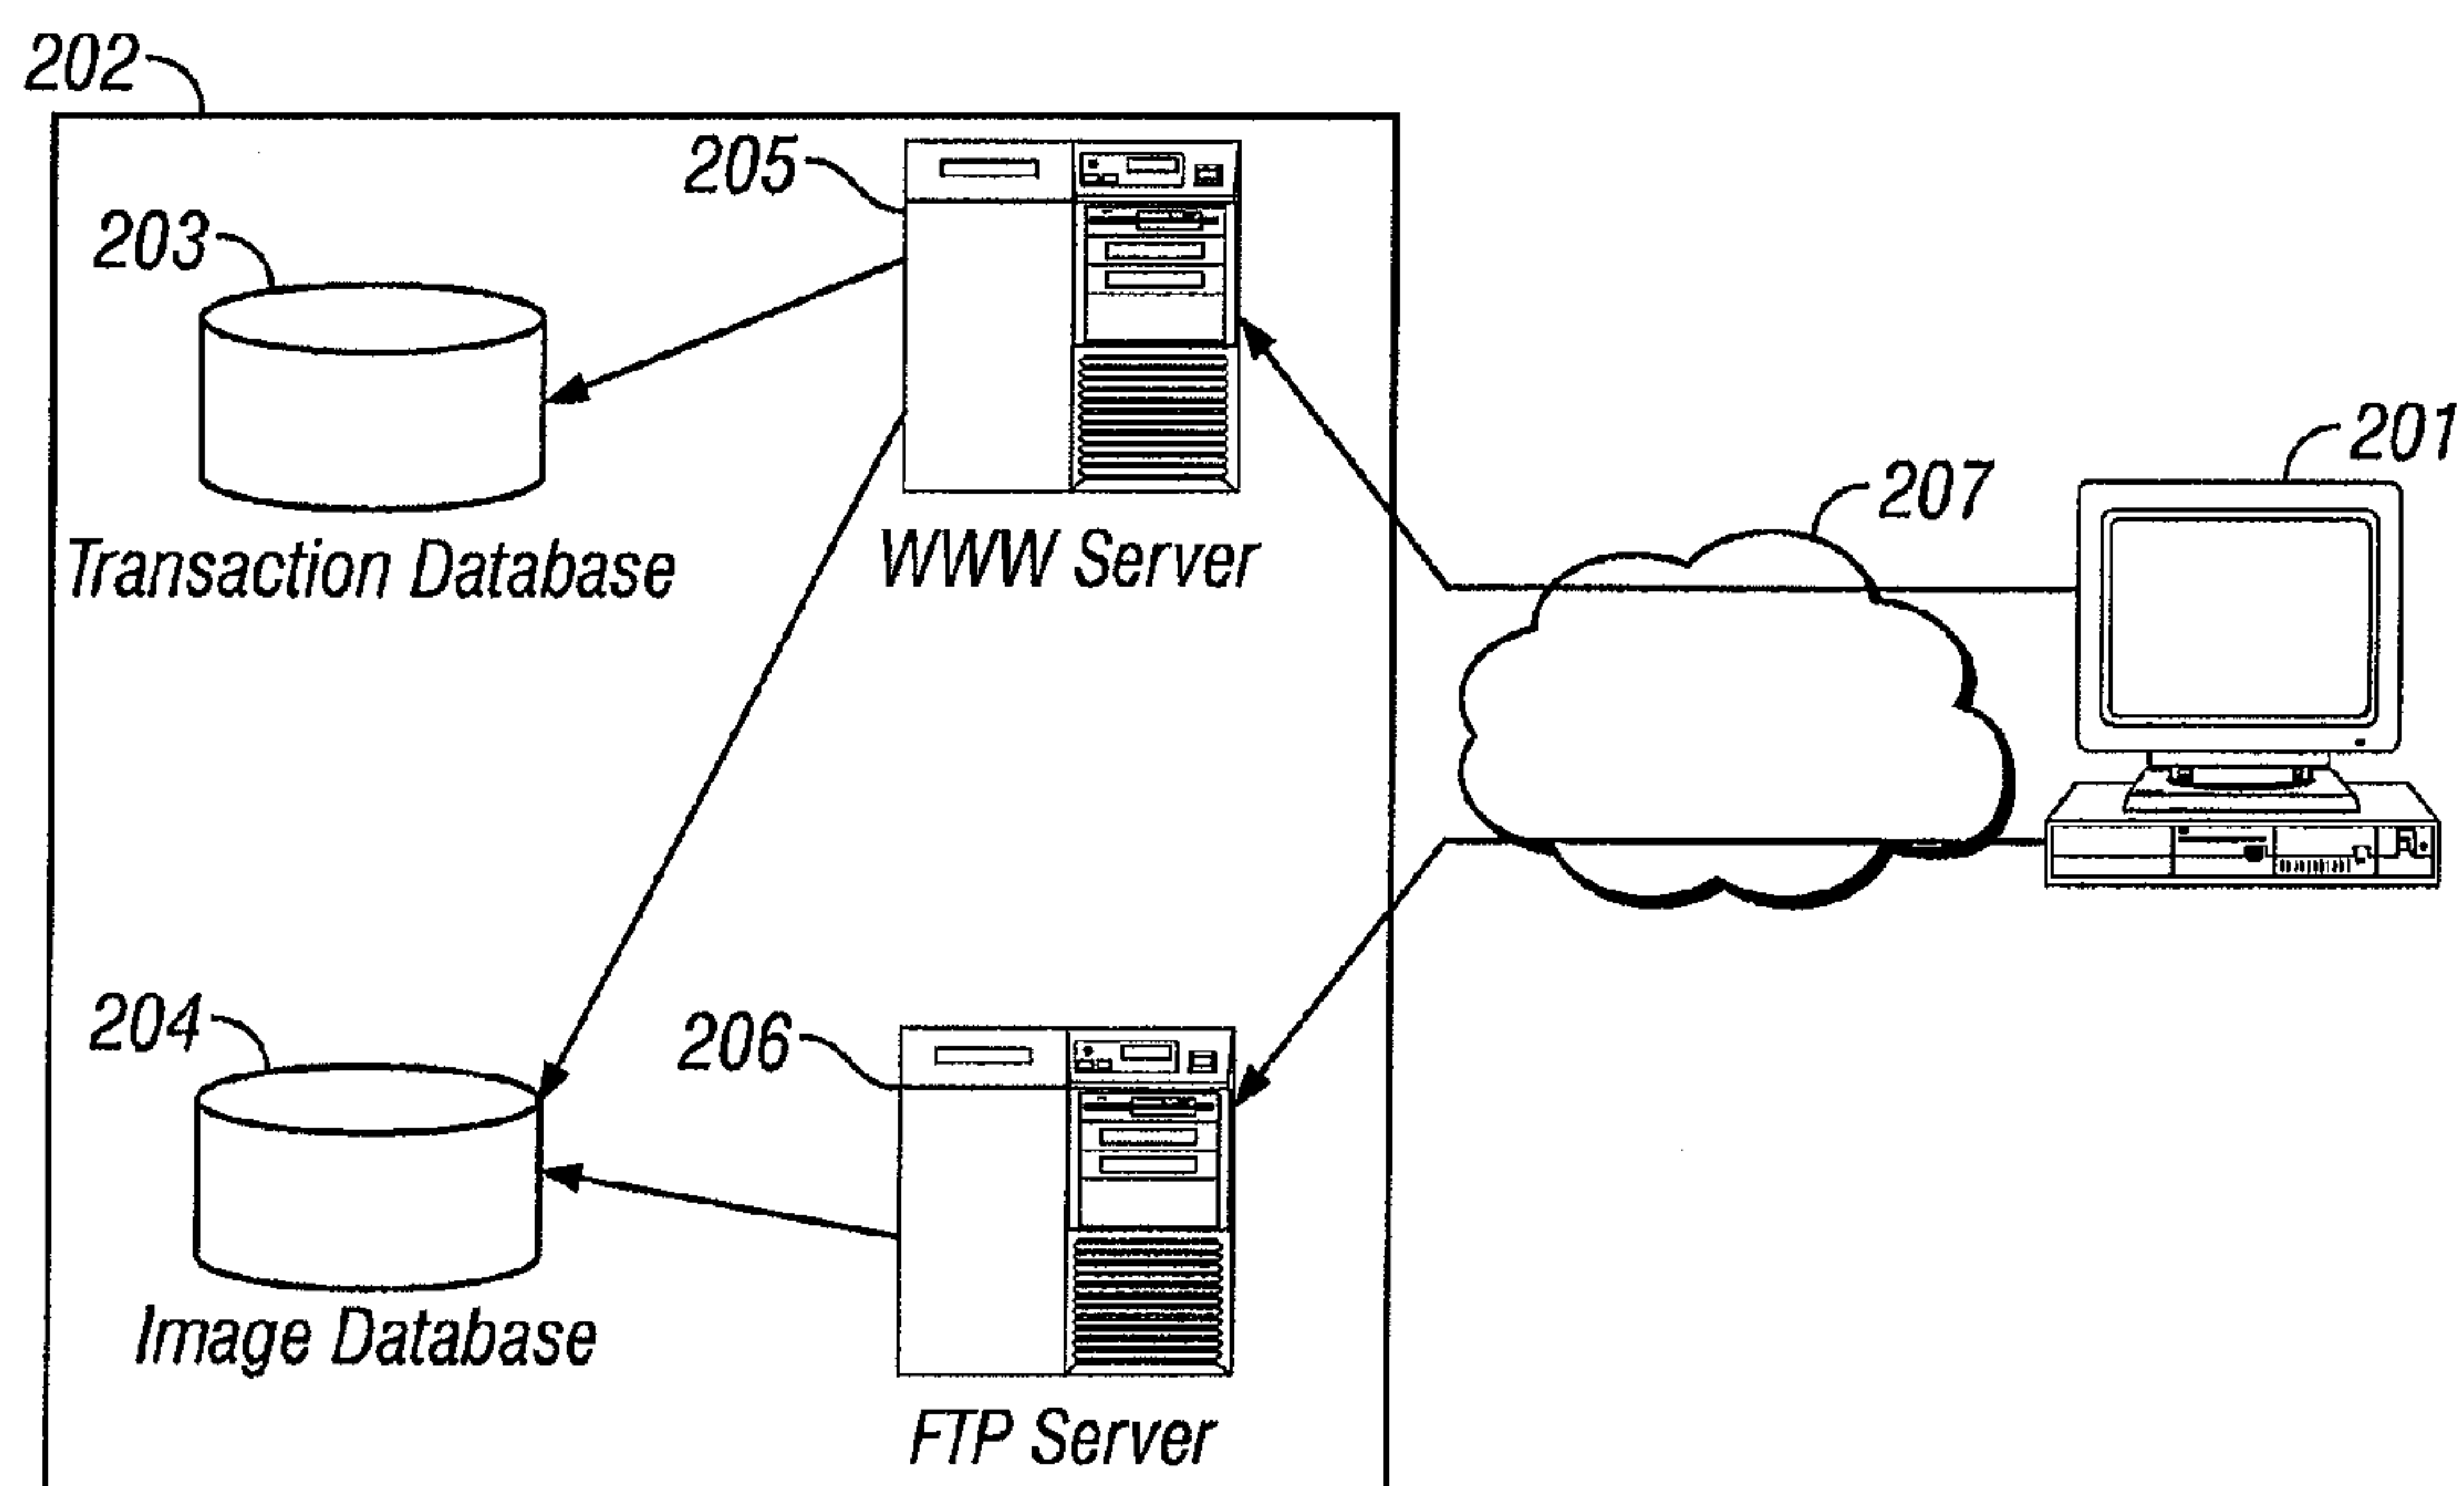 202
205
203
201
207
Transaction Database
WWW Server
204
206
Image Database
FTP Server